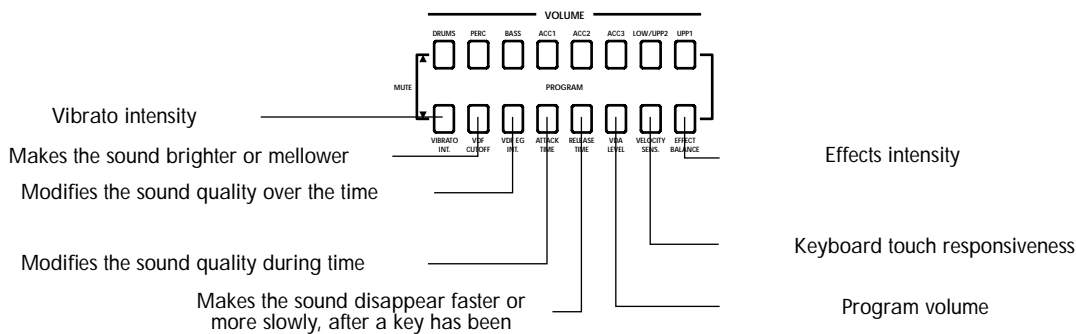 VOLUME
DRUMS PERC BASS ACC1 ACC2 ACC3 LOW/UPP2 UPP1
MUTE
PROGRAM
VIBRATO INT.
VDF CUTOFF
VDF EG INT.
ATTACK TIME
RELEASE TIME
VDA LEVEL
VELOCITY SENS.
EFFECT BALANCE
Vibrato intensity
Makes the sound brighter or mellower
Modifies the sound quality over the time
Modifies the sound quality during time
Makes the sound disappear faster or
more slowly, after a key has been
Effects intensity
Keyboard touch responsiveness
Program volume